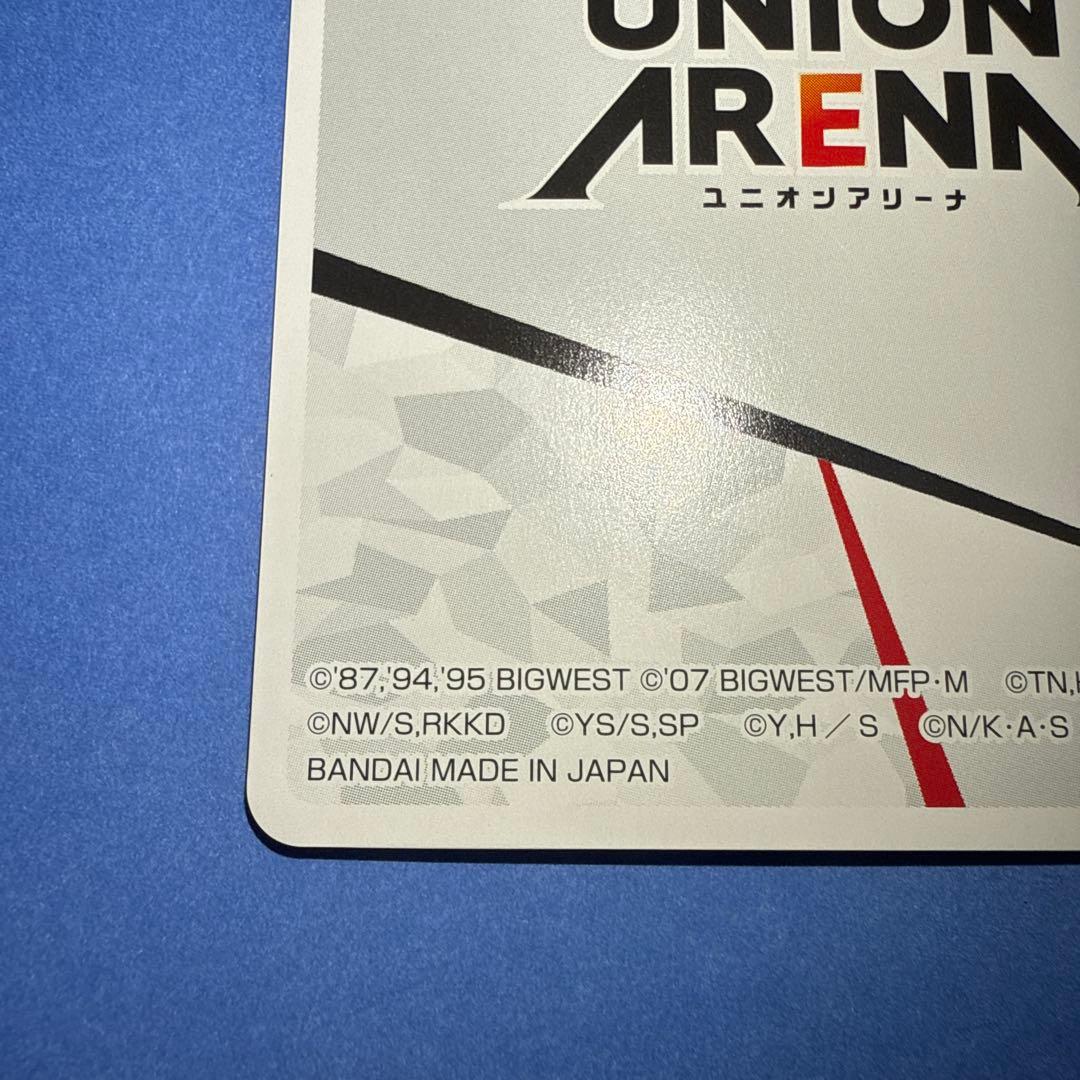 UNION
ARENA
ユニオンアリーナ
©'87,'94,'95 BIGWEST ©'07 BIGWEST/MFP·M ©TN,H
©NW/S,RKKD ©YS/S,SP ©Y,H／S ©N/K·A·S
BANDAI MADE IN JAPAN